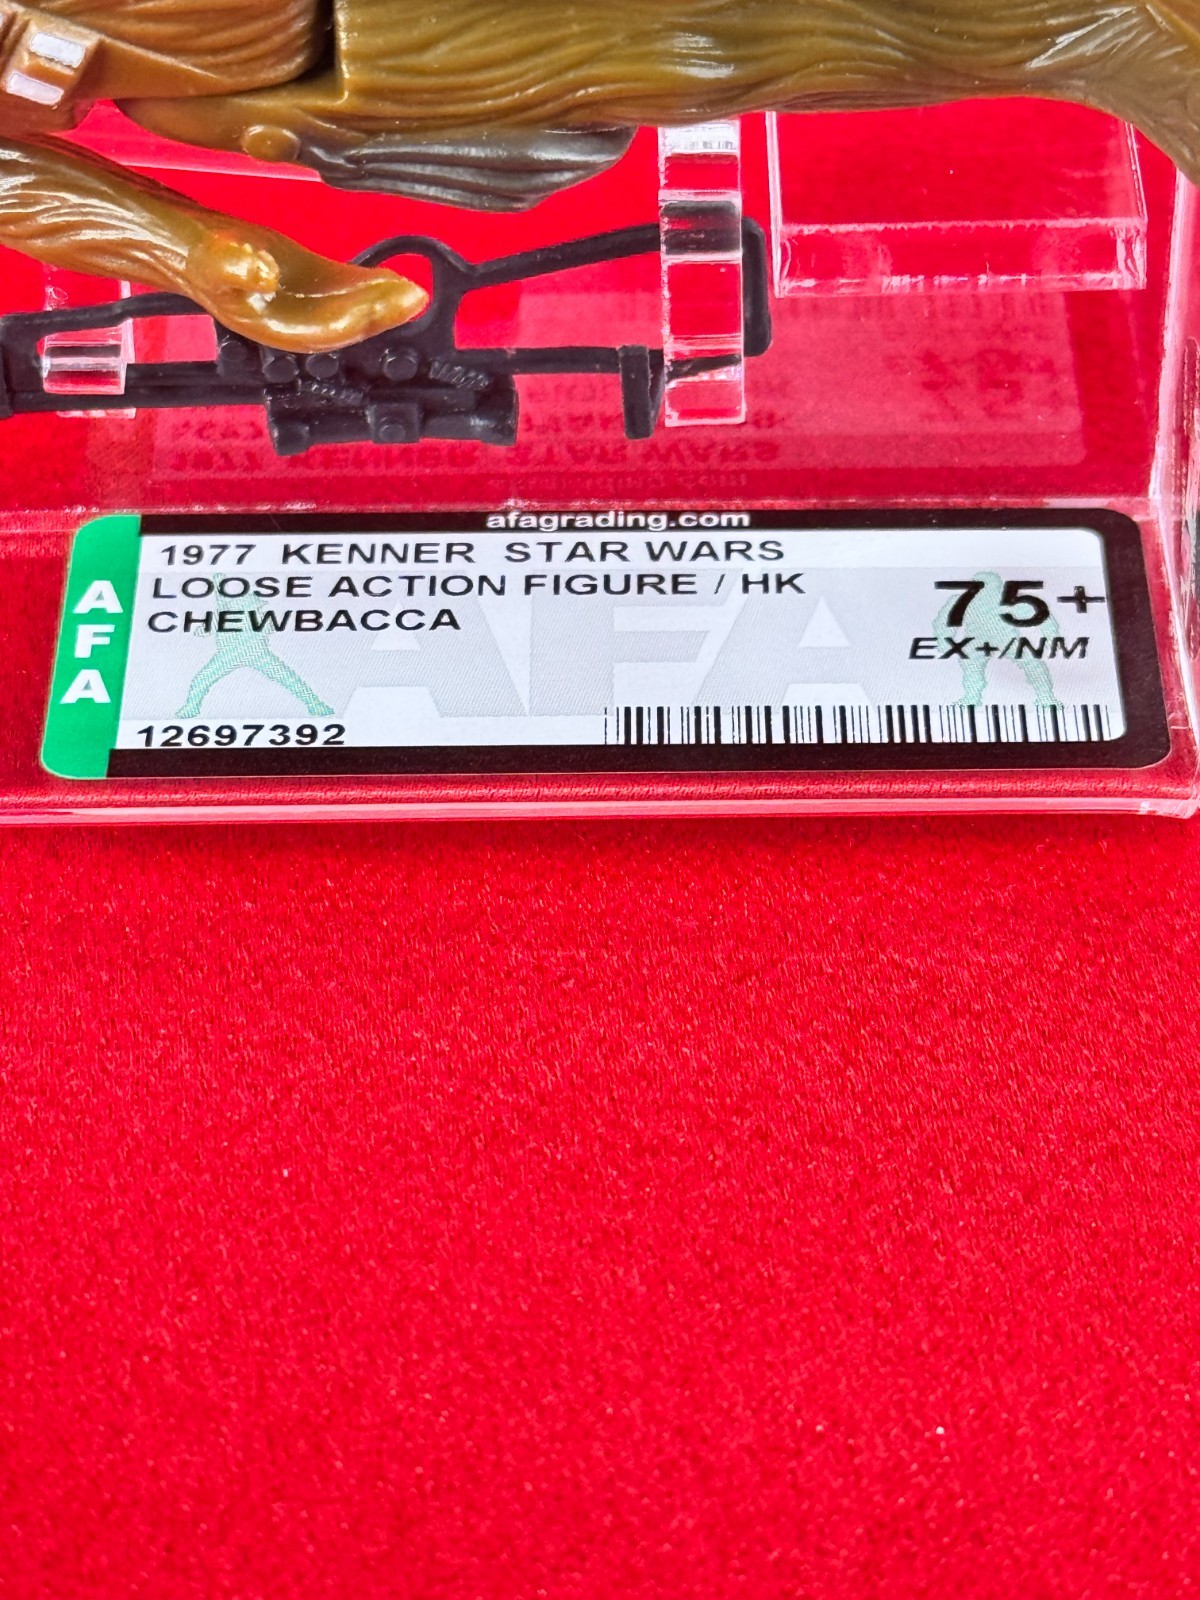 afagrading.com
1977 KENNER STAR WARS
LOOSE ACTION FIGURE / HK
CHEWBACCA
75+
EX+/NM
12697392
AFA
AFA